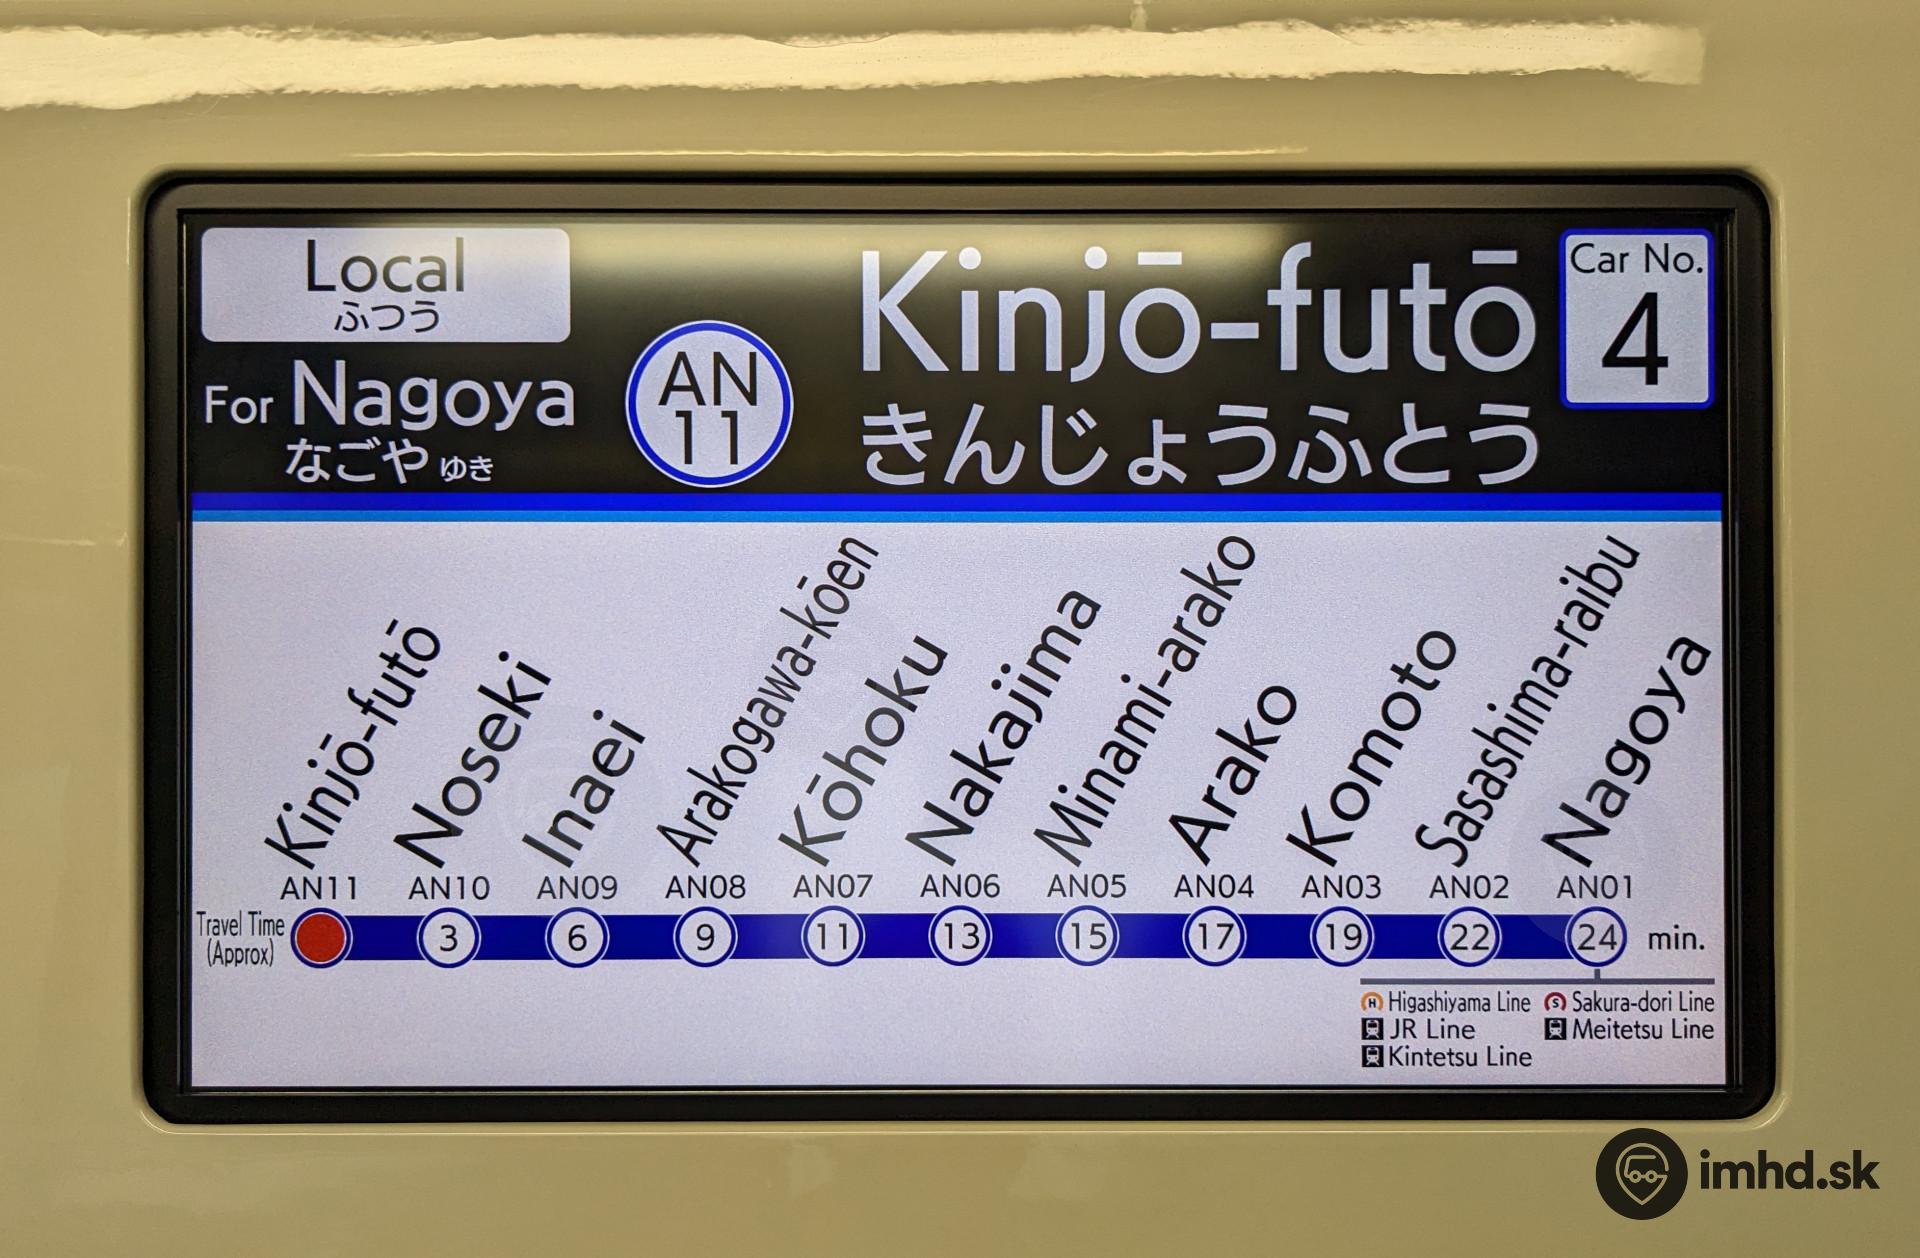 Local
ふつう
For Nagoya
なごや ゆき
AN
11
Kinjō-futō
きんじょうふとう
Car No.
4
Kinjō-futō
Noseki
Inaei
Arakogawa-kōen
Kōhoku
Nakajima
Minami-arako
Arako
Komoto
Sasashima-raibu
Nagoya
AN11 AN10 AN09 AN08 AN07 AN06 AN05 AN04 AN03 AN02 AN01
Travel Time
(Approx)
3 6 9 11 13 15 17 19 22 24 min.
H Higashiyama Line S Sakura-dori Line
JR Line Meitetsu Line
Kintetsu Line
imhd.sk